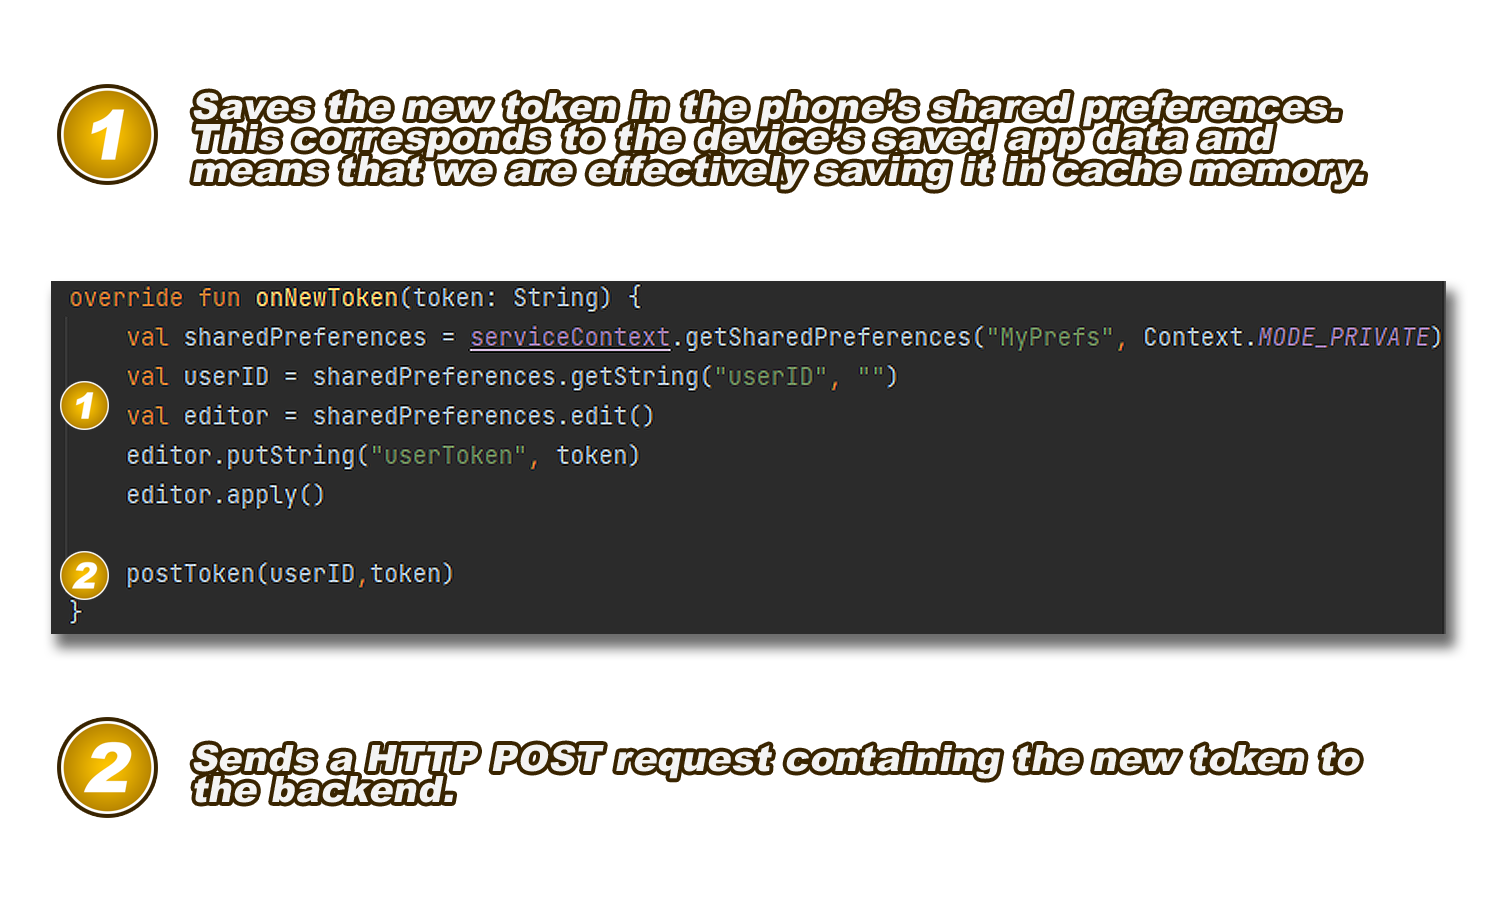 1
Saves the new token in the phone’s shared preferences.
This corresponds to the device’s saved app data and
means that we are effectively saving it in cache memory.
override fun onNewToken(token: String) {
val sharedPreferences = serviceContext.getSharedPreferences("MyPrefs", Context.MODE_PRIVATE)
val userID = sharedPreferences.getString("userID", "")
1
val editor = sharedPreferences.edit()
editor.putString("userToken", token)
editor.apply()
2
postToken(userID,token)
}
2
Sends a HTTP POST request containing the new token to
the backend.